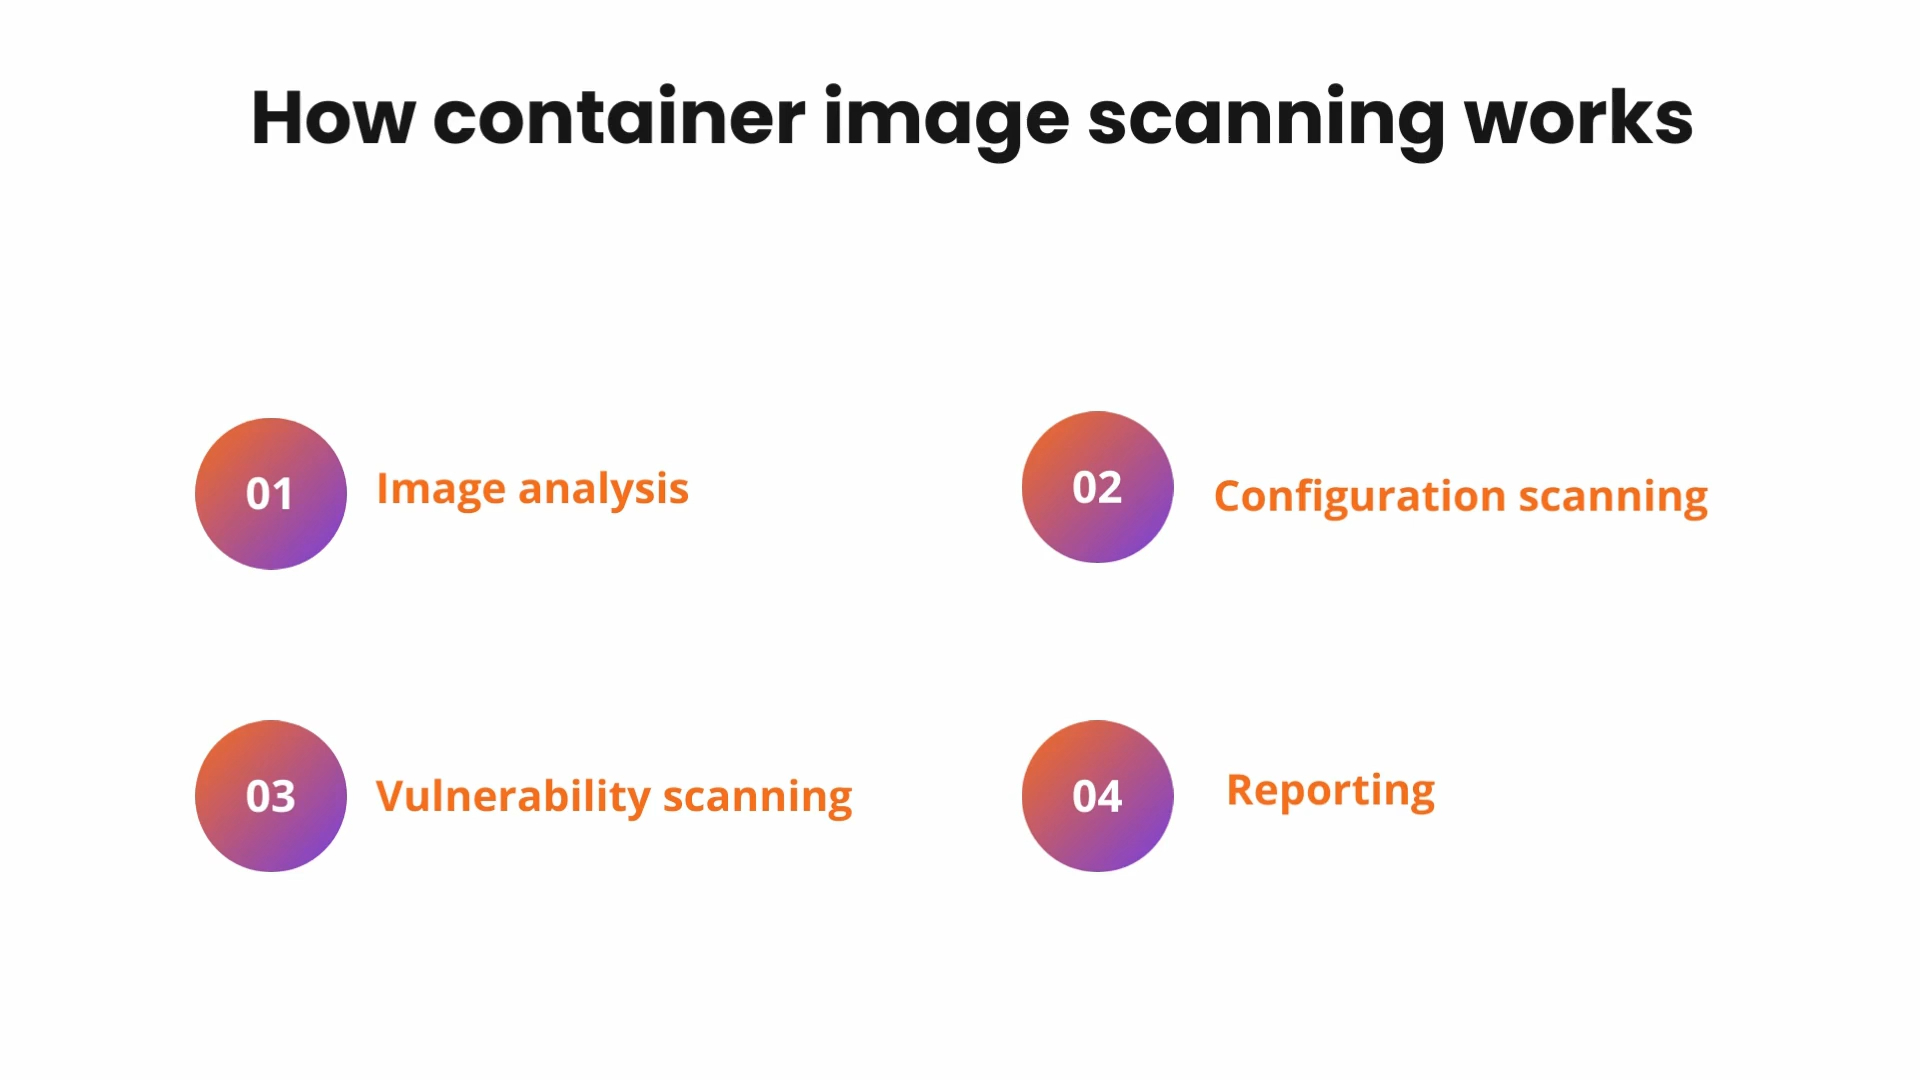 How container image scanning works
01
Image analysis
02
Configuration scanning
03
Vulnerability scanning
04
Reporting